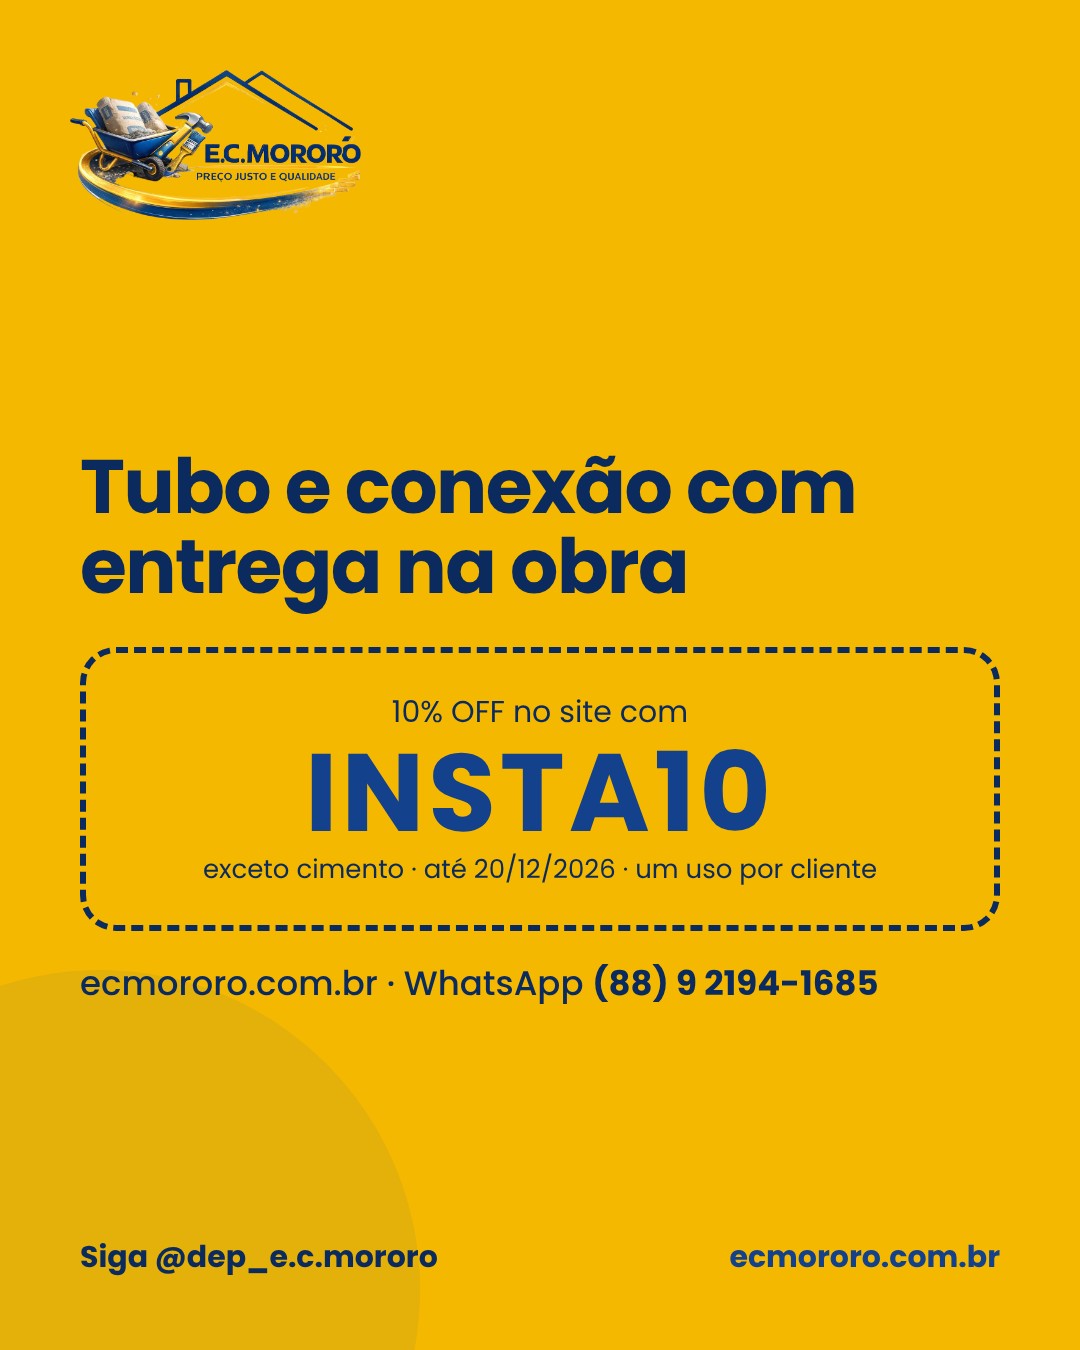 E.C.MORORÓ
PREÇO JUSTO E QUALIDADE
Tubo e conexão com
entrega na obra
10% OFF no site com
INSTA10
exceto cimento · até 20/12/2026 · um uso por cliente
ecmororo.com.br · WhatsApp (88) 9 2194-1685
Siga @dep_e.c.mororo
ecmororo.com.br